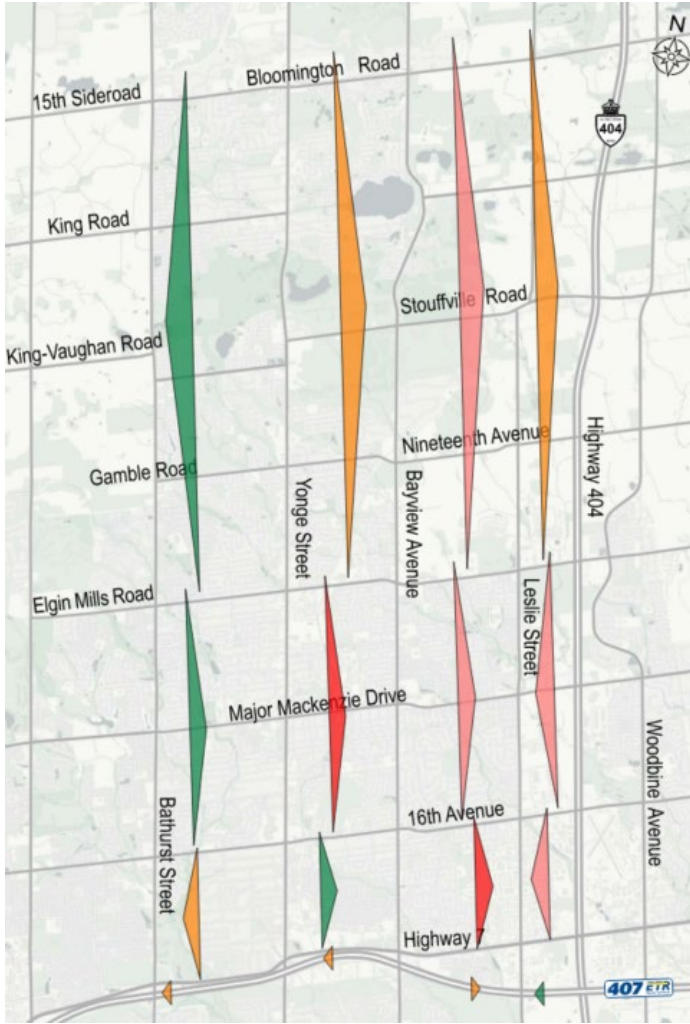 N
Bloomington Road
15th Sideroad
404
King Road
Stouffville Road
King-Vaughan Road
Nineteenth Avenue
Highway 404
Gamble Road
Yonge Street
Bayview Avenue
Elgin Mills Road
Leslie Street
Major Mackenzie Drive
Woodbine Avenue
16th Avenue
Bathurst Street
Highway 7
407 ETR